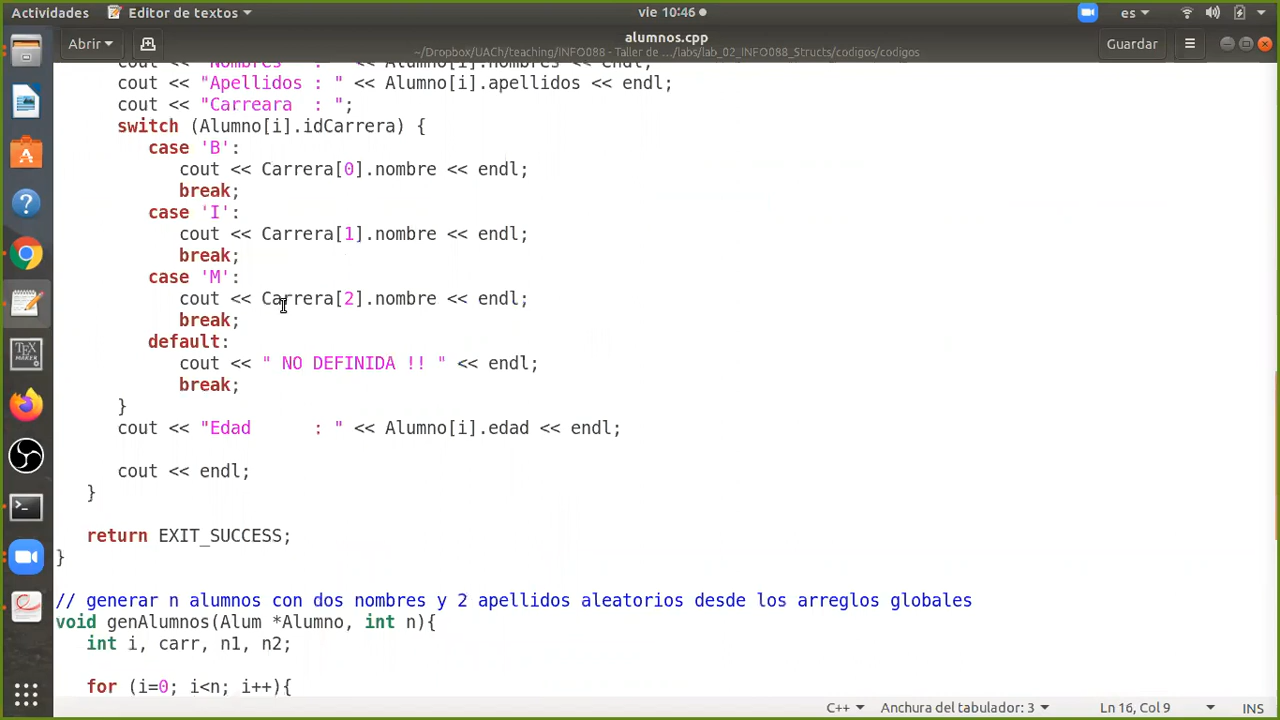 Actividades Editor de textos vie 10:46 es
Abrir alumnos.cpp Guardar
~/Dropbox/UACh/teaching/INFO088 - Taller de …/labs/lab_02_INFO088_Structs/codigos/codigos
cout << "Nombres : " << Alumno[i].nombres << endl;
cout << "Apellidos : " << Alumno[i].apellidos << endl;
cout << "Carreara  : ";
switch (Alumno[i].idCarrera) {
case 'B':
cout << Carrera[0].nombre << endl;
break;
case 'I':
cout << Carrera[1].nombre << endl;
break;
case 'M':
cout << Carrera[2].nombre << endl;
break;
default:
cout << " NO DEFINIDA !! " << endl;
break;
}
cout << "Edad      : " << Alumno[i].edad << endl;
cout << endl;
}
return EXIT_SUCCESS;
}
// generar n alumnos con dos nombres y 2 apellidos aleatorios desde los arreglos globales
void genAlumnos(Alum *Alumno, int n){
int i, carr, n1, n2;
for (i=0; i<n; i++){
C++ Anchura del tabulador: 3 Ln 16, Col 9 INS